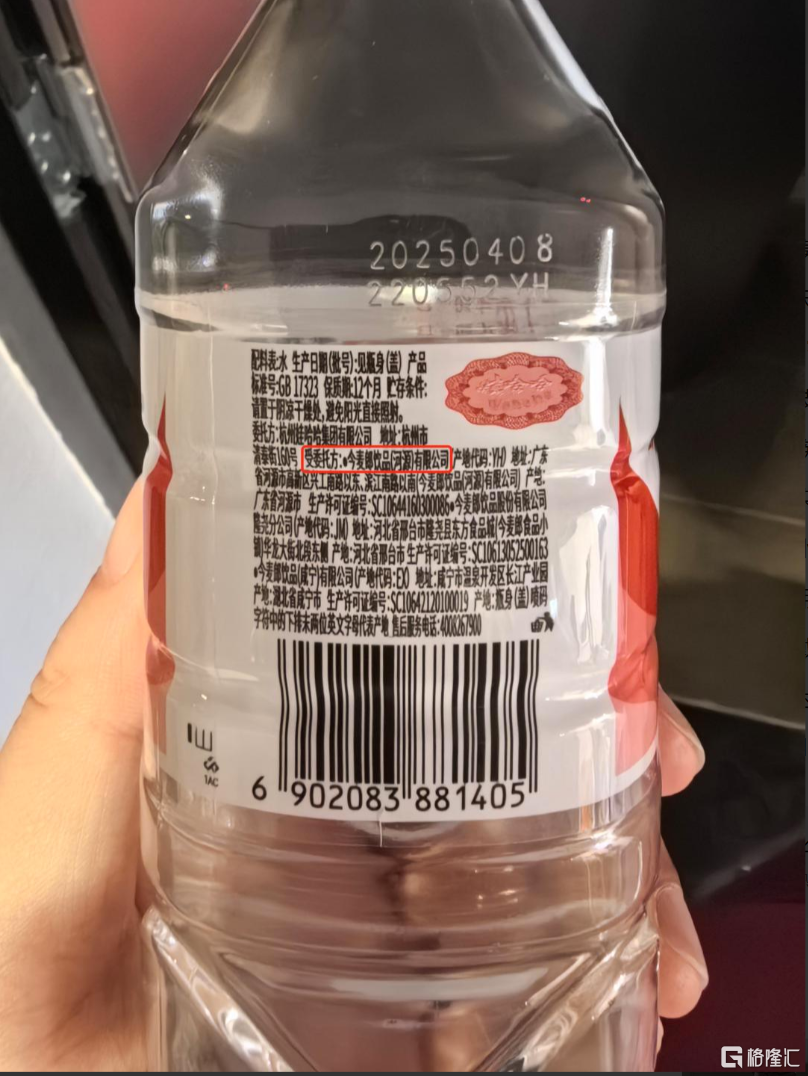 20250408
220552YH
配料表:水 生产日期(批号):见瓶身(盖) 产品
标准号:GB 17323 保质期:12个月 贮存条件:
请置于阴凉干燥处,避免阳光直接照射。
委托方:杭州娃哈哈集团有限公司 地址:杭州市
清泰街160号 受委托方:●今麦郎饮品(河源)有限公司(产地代码:YH) 地址:广东
省河源市高新区兴工南路以东、滨江南路以南(今麦郎饮品(河源)有限公司) 产地:
广东省河源市 生产许可证编号:SC10644160300086●今麦郎饮品股份有限公司
隆尧分公司(产地代码:JM) 地址:河北省邢台市隆尧县东方食品城(今麦郎食品小
镇)华龙大街北段东侧 产地:河北省邢台市 生产许可证编号:SC10613052500163
●今麦郎饮品(咸宁)有限公司(产地代码:EX) 地址:咸宁市温泉开发区长江产业园
产地:湖北省咸宁市 生产许可证编号:SC10642120100019 产地:瓶身(盖)喷码
字符中的下排末两位英文字母代表产地 售后服务电话:4008267900
娃哈哈
1AC
6 902083 881405
格隆汇